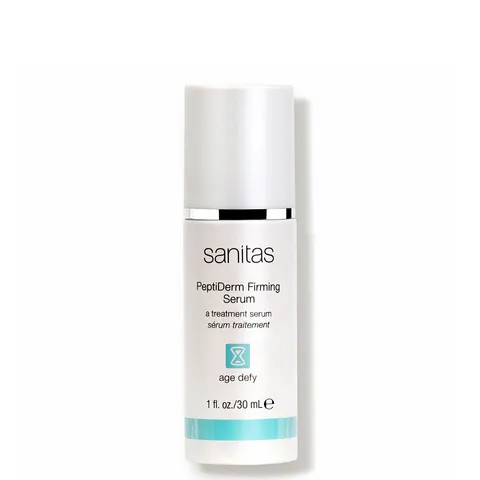 sanitas
PeptiDerm Firming
Serum
a treatment serum
sérum traitement
age defy
1 fl. oz./30 mL℮